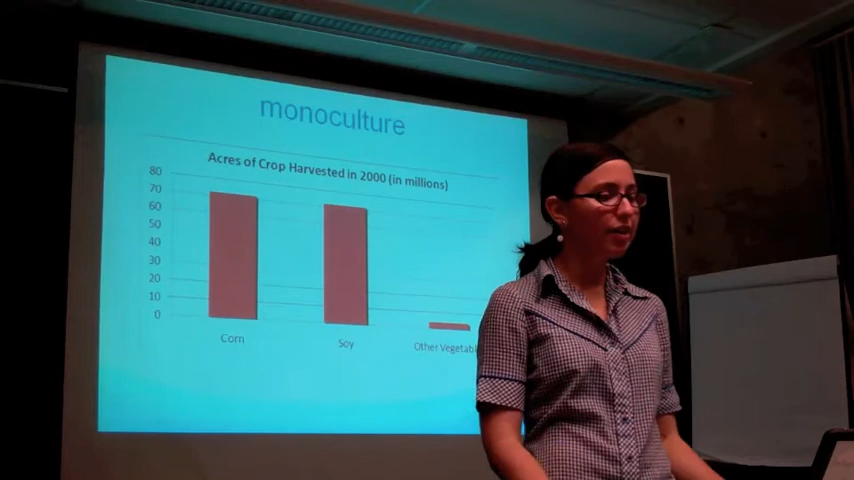 monoculture
Acres of Crop Harvested in 2000 (in millions)
80
70
60
50
40
30
20
10
0
Corn
Soy
Other